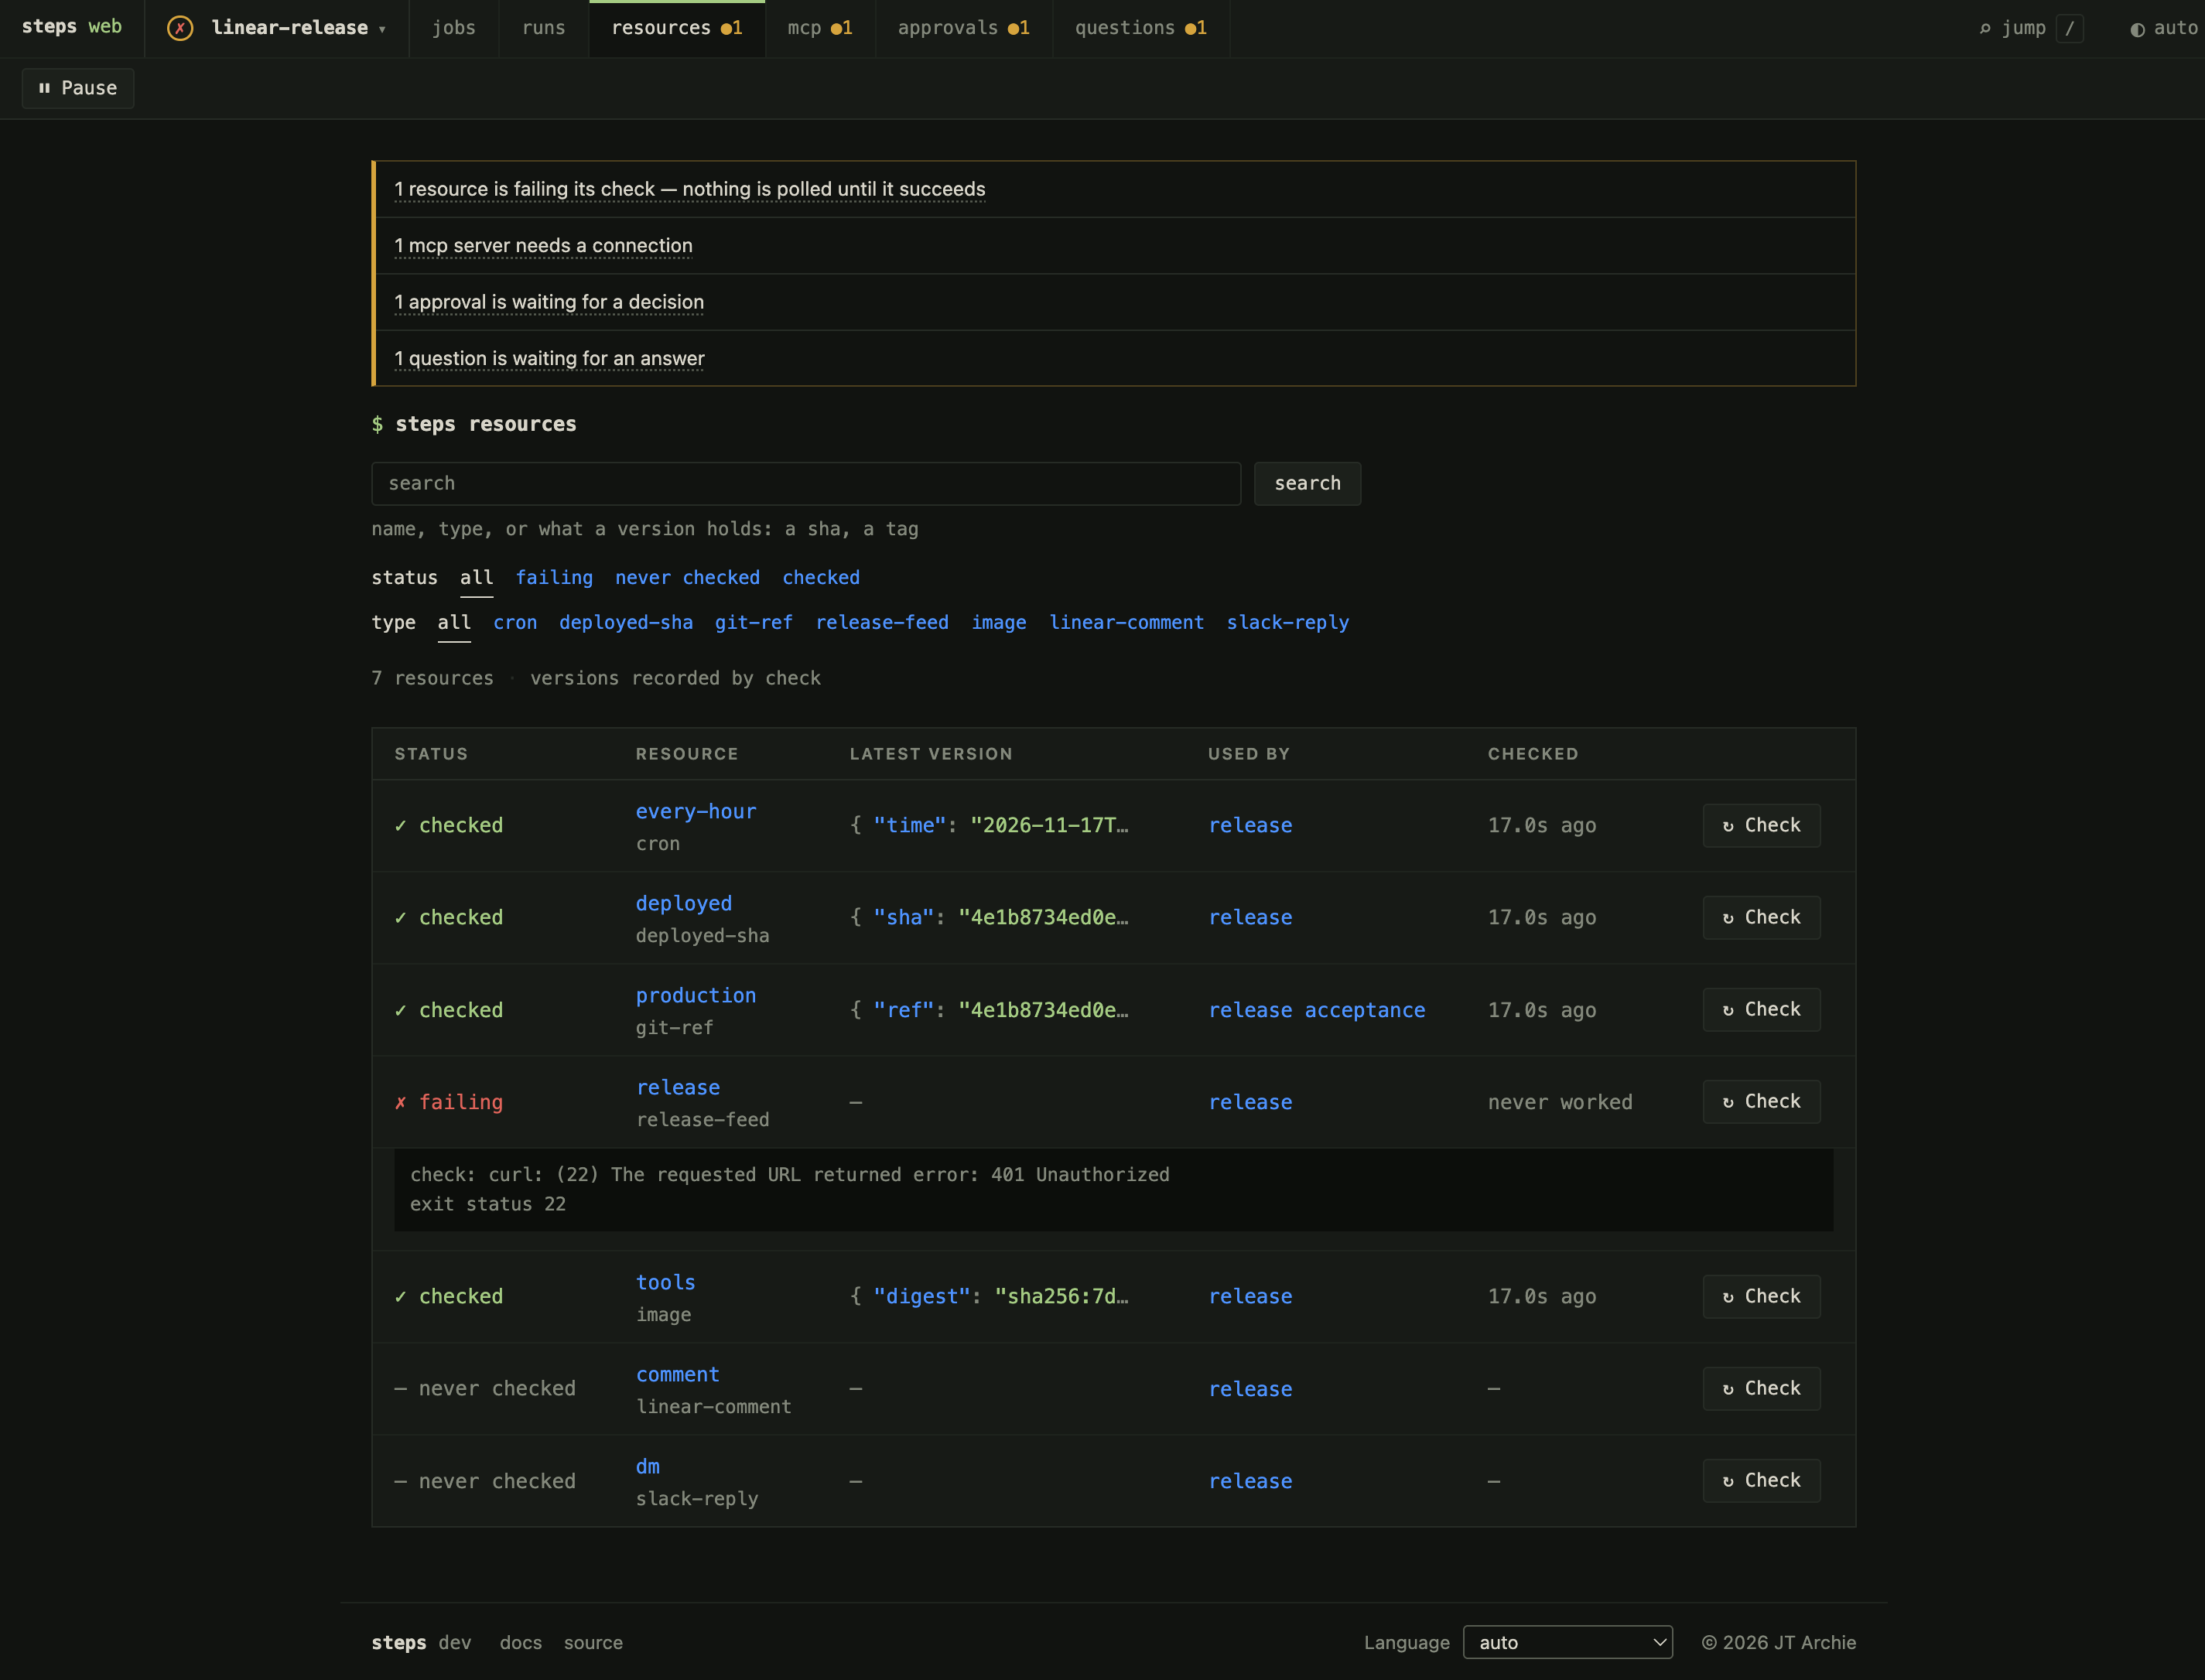 steps web ✗ linear-release ▾ jobs runs resources ●1 mcp ●1 approvals ●1 questions ●1 ⌕ jump / ◐ auto
⏸ Pause
1 resource is failing its check — nothing is polled until it succeeds
1 mcp server needs a connection
1 approval is waiting for a decision
1 question is waiting for an answer
$ steps resources
search search
name, type, or what a version holds: a sha, a tag
status all failing never checked checked
type all cron deployed-sha git-ref release-feed image linear-comment slack-reply
7 resources · versions recorded by check
STATUS RESOURCE LATEST VERSION USED BY CHECKED
✓ checked every-hour { "time": "2026-11-17T… release 17.0s ago ↻ Check
cron
✓ checked deployed { "sha": "4e1b8734ed0e… release 17.0s ago ↻ Check
deployed-sha
✓ checked production { "ref": "4e1b8734ed0e… release acceptance 17.0s ago ↻ Check
git-ref
✗ failing release — release never worked ↻ Check
release-feed
check: curl: (22) The requested URL returned error: 401 Unauthorized
exit status 22
✓ checked tools { "digest": "sha256:7d… release 17.0s ago ↻ Check
image
— never checked comment — release — ↻ Check
linear-comment
— never checked dm — release — ↻ Check
slack-reply
steps dev docs source Language auto © 2026 JT Archie